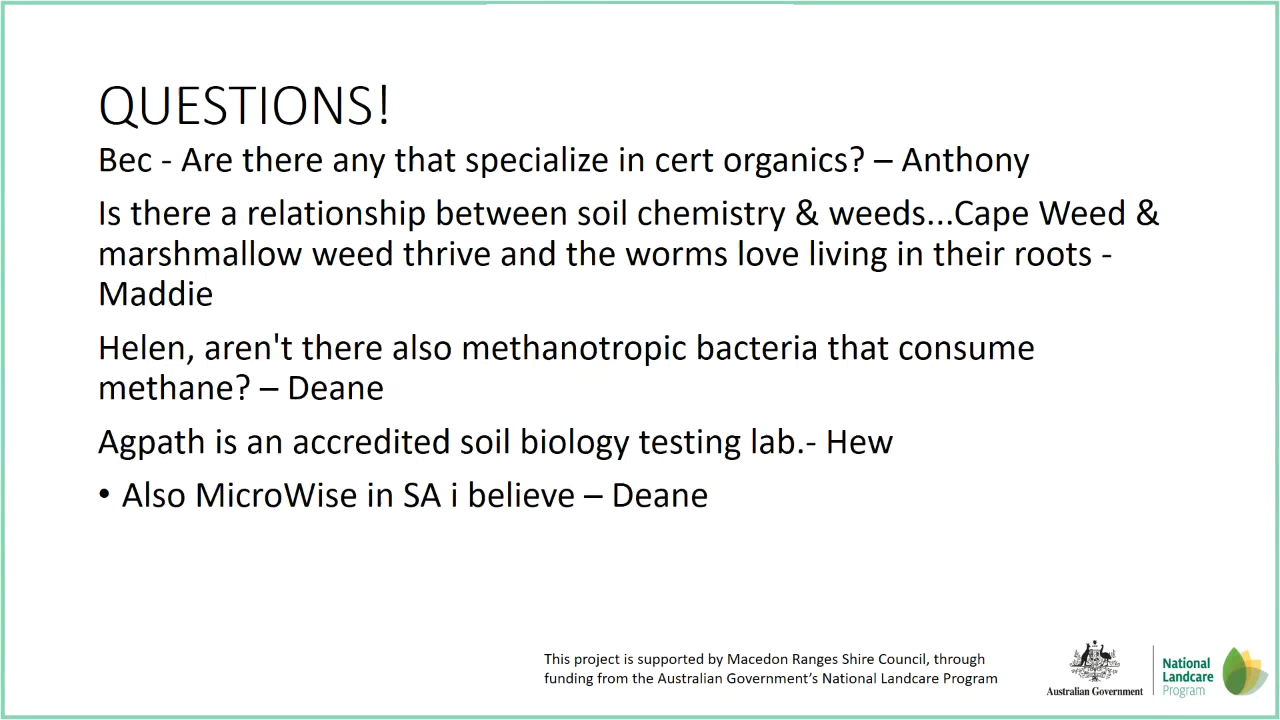 QUESTIONS!
Bec - Are there any that specialize in cert organics? – Anthony
Is there a relationship between soil chemistry & weeds...Cape Weed &
marshmallow weed thrive and the worms love living in their roots -
Maddie
Helen, aren't there also methanotropic bacteria that consume
methane? – Deane
Agpath is an accredited soil biology testing lab.- Hew
• Also MicroWise in SA i believe – Deane
This project is supported by Macedon Ranges Shire Council, through
funding from the Australian Government’s National Landcare Program
Australian Government
National
Landcare
Program